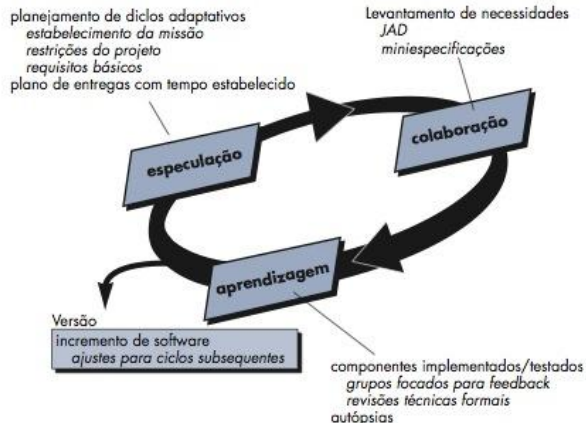 planejamento de diclos adaptativos
estabelecimento da missão
restrições do projeto
requisitos básicos
plano de entregas com tempo estabelecido
Levantamento de necessidades
JAD
miniespecificações
especulação
colaboração
aprendizagem
Versão
incremento de software
ajustes para ciclos subsequentes
componentes implementados/testados
grupos focados para feedback
revisões técnicas formais
autópsias